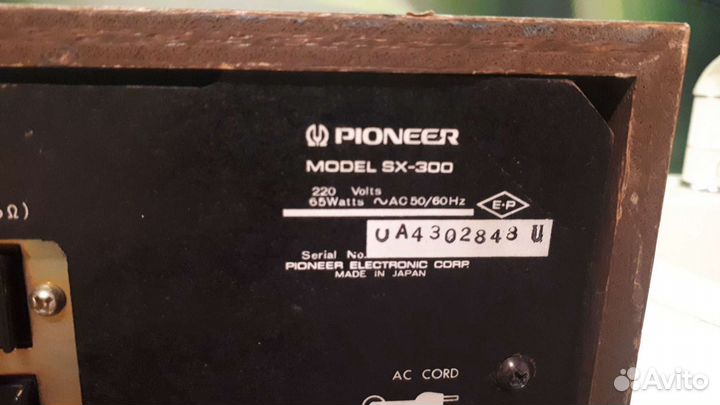 PIONEER
MODEL SX-300
220 Volts
65Watts ~AC 50/60Hz
E-P
Ω)
UA4302848 U
Serial No.
PIONEER ELECTRONIC CORP.
MADE IN JAPAN
AC CORD
Avito